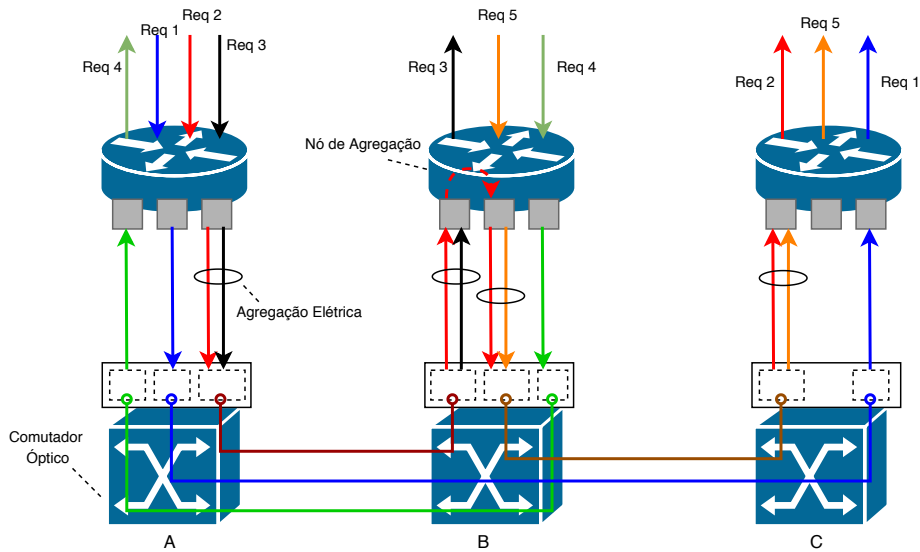 Req 2
Req 1
Req 3
Req 4
Req 5
Req 3
Req 4
Req 5
Req 2
Req 1
Nó de Agregação
Agregação Elétrica
Comutador
Óptico
A
B
C